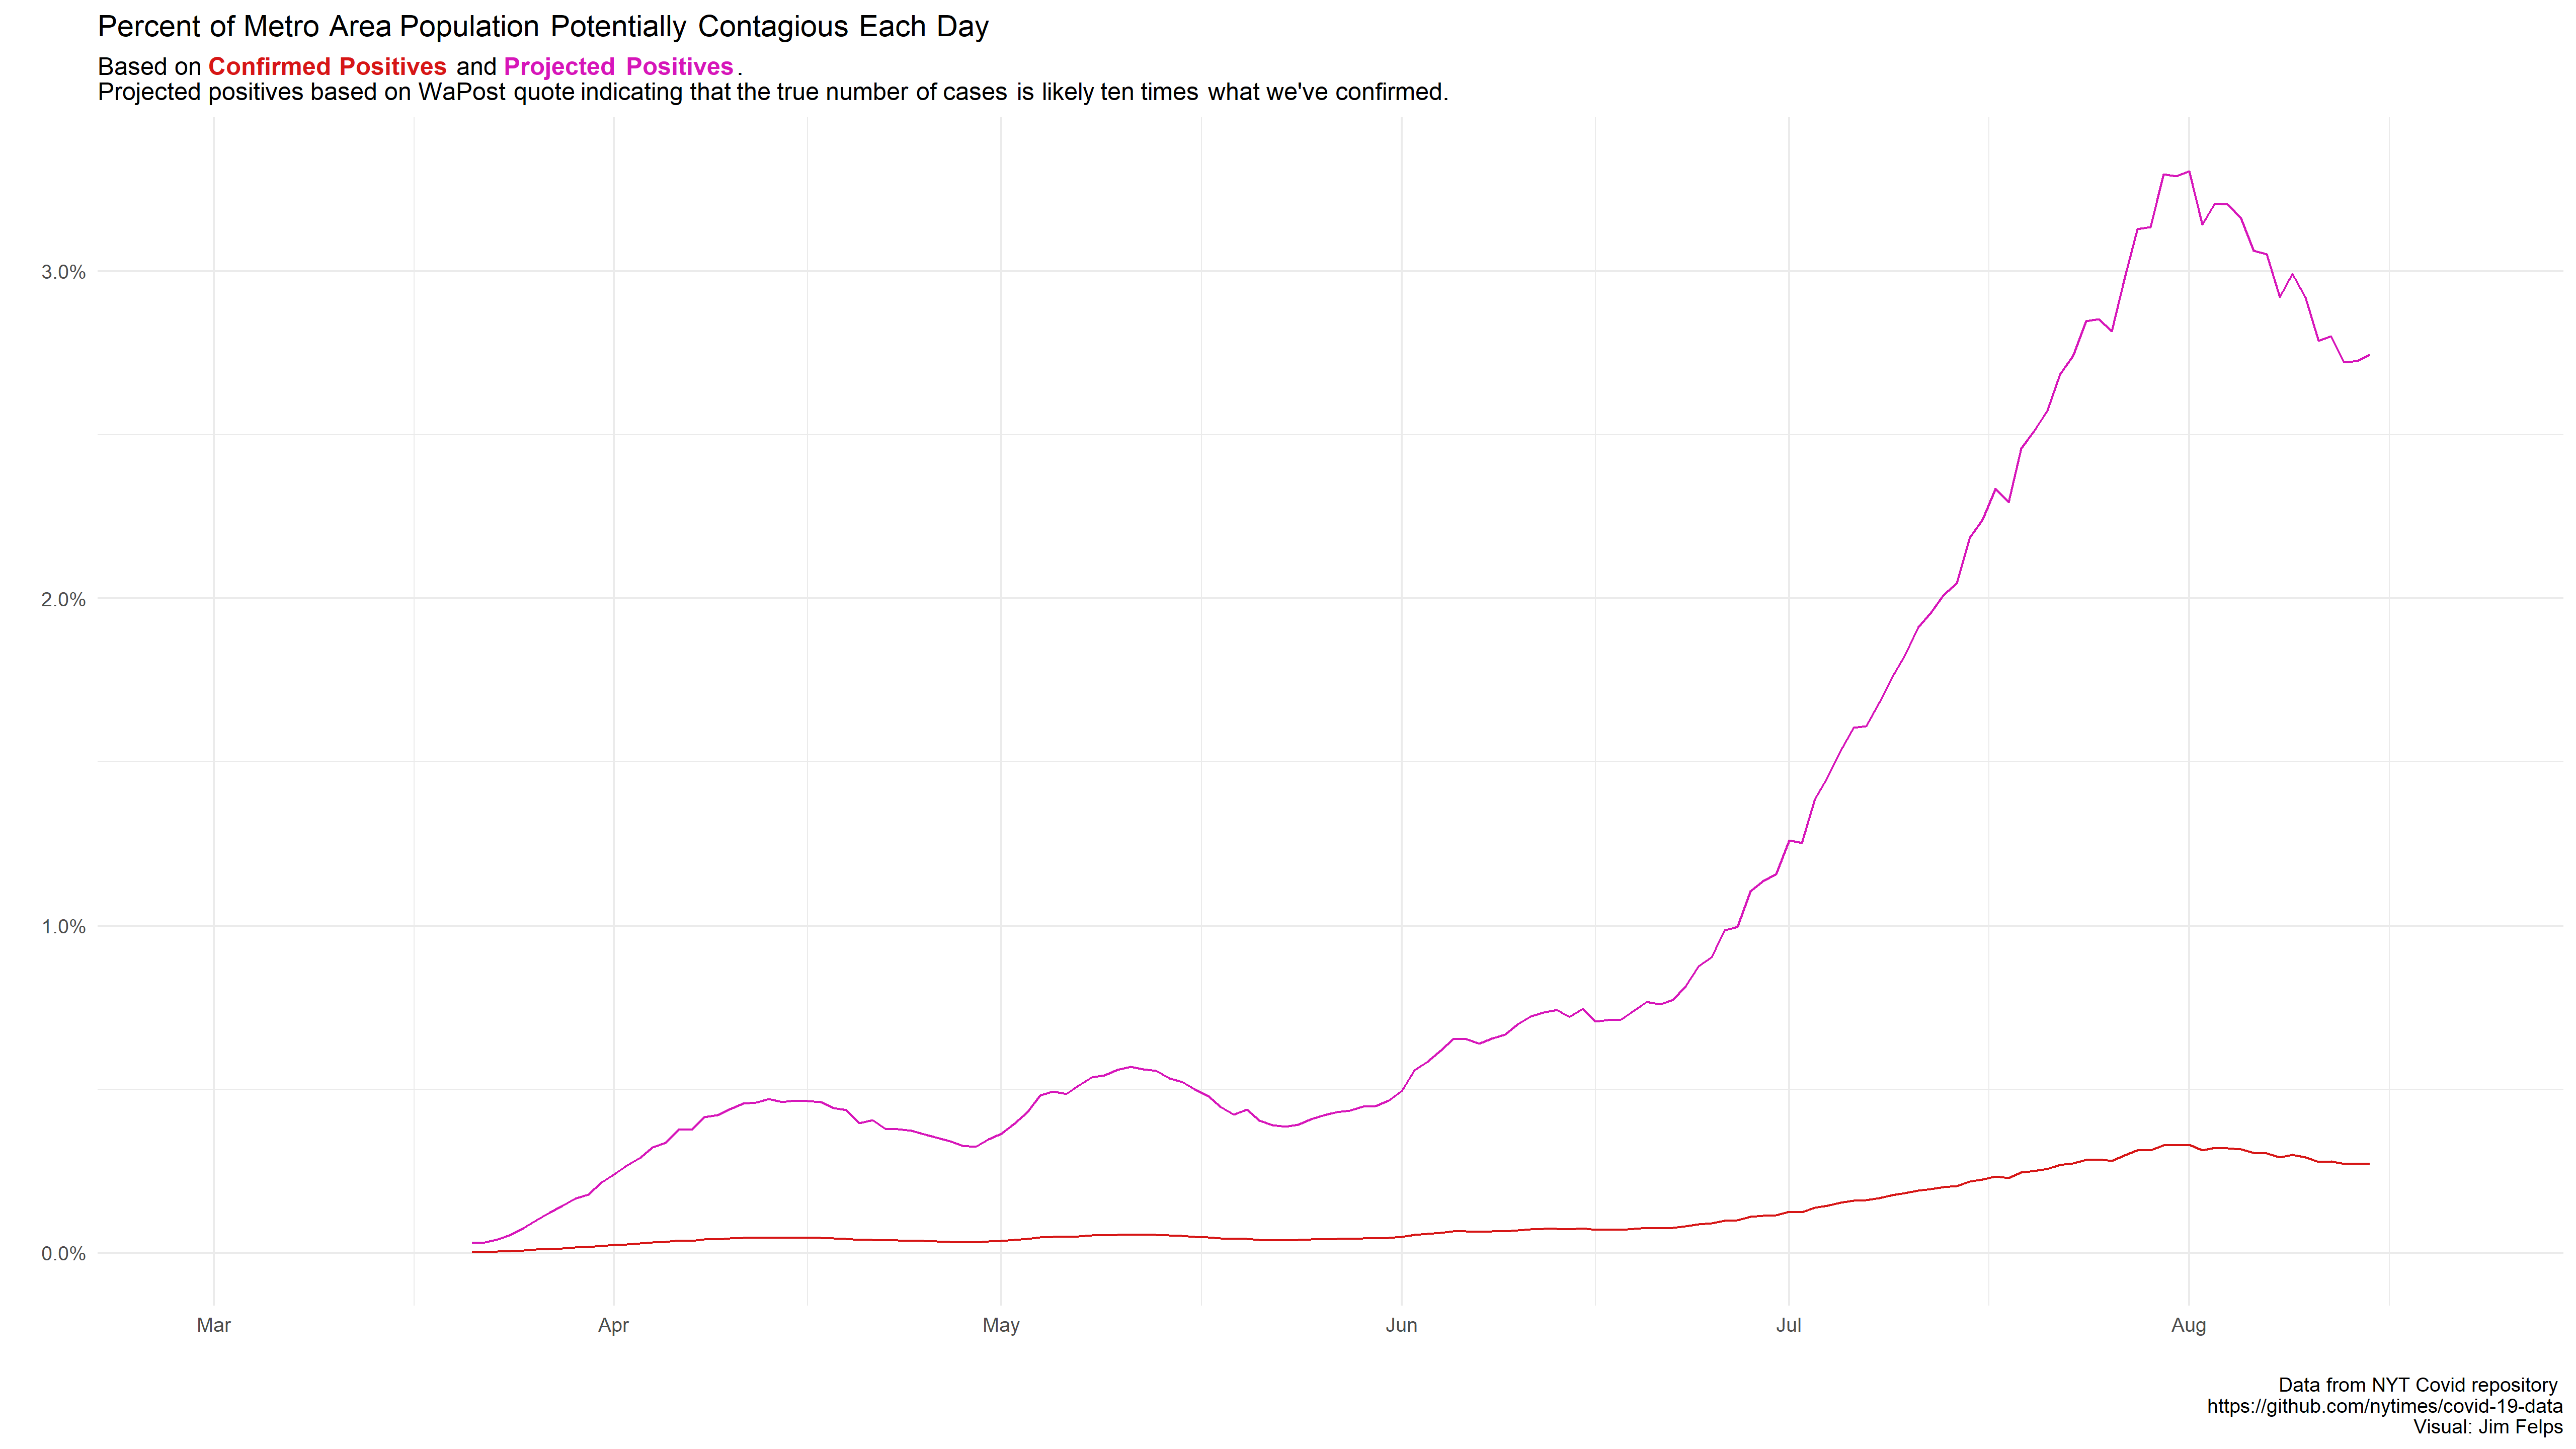 Percent of Metro Area Population Potentially Contagious Each Day
Based on Confirmed Positives and Projected Positives.
Projected positives based on WaPost quote indicating that the true number of cases is likely ten times what we've confirmed.
3.0%
2.0%
1.0%
0.0%
Mar Apr May Jun Jul Aug
Data from NYT Covid repository
https://github.com/nytimes/covid-19-data
Visual: Jim Felps